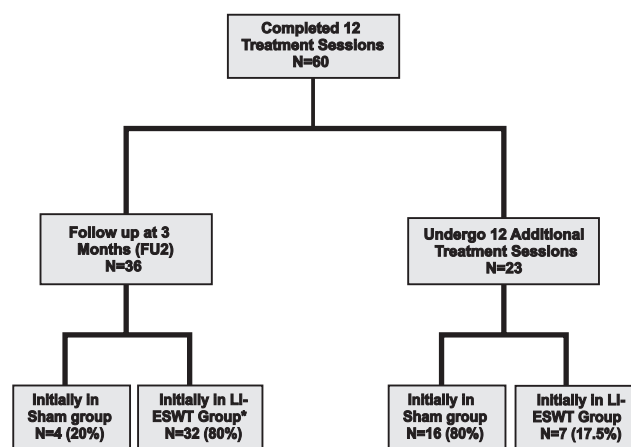 Completed 12
Treatment Sessions
N=60
Follow up at 3
Months (FU2)
N=36
Undergo 12 Additional
Treatment Sessions
N=23
Initially in
Sham group
N=4 (20%)
Initially in LI-
ESWT Group*
N=32 (80%)
Initially in
Sham group
N=16 (80%)
Initially in LI-
ESWT Group
N=7 (17.5%)